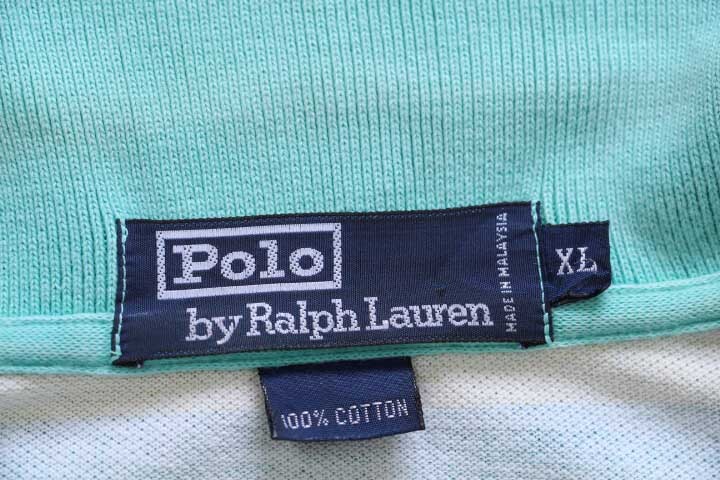 Polo
by Ralph Lauren
MADE IN MALAYSIA
XL
100% COTTON